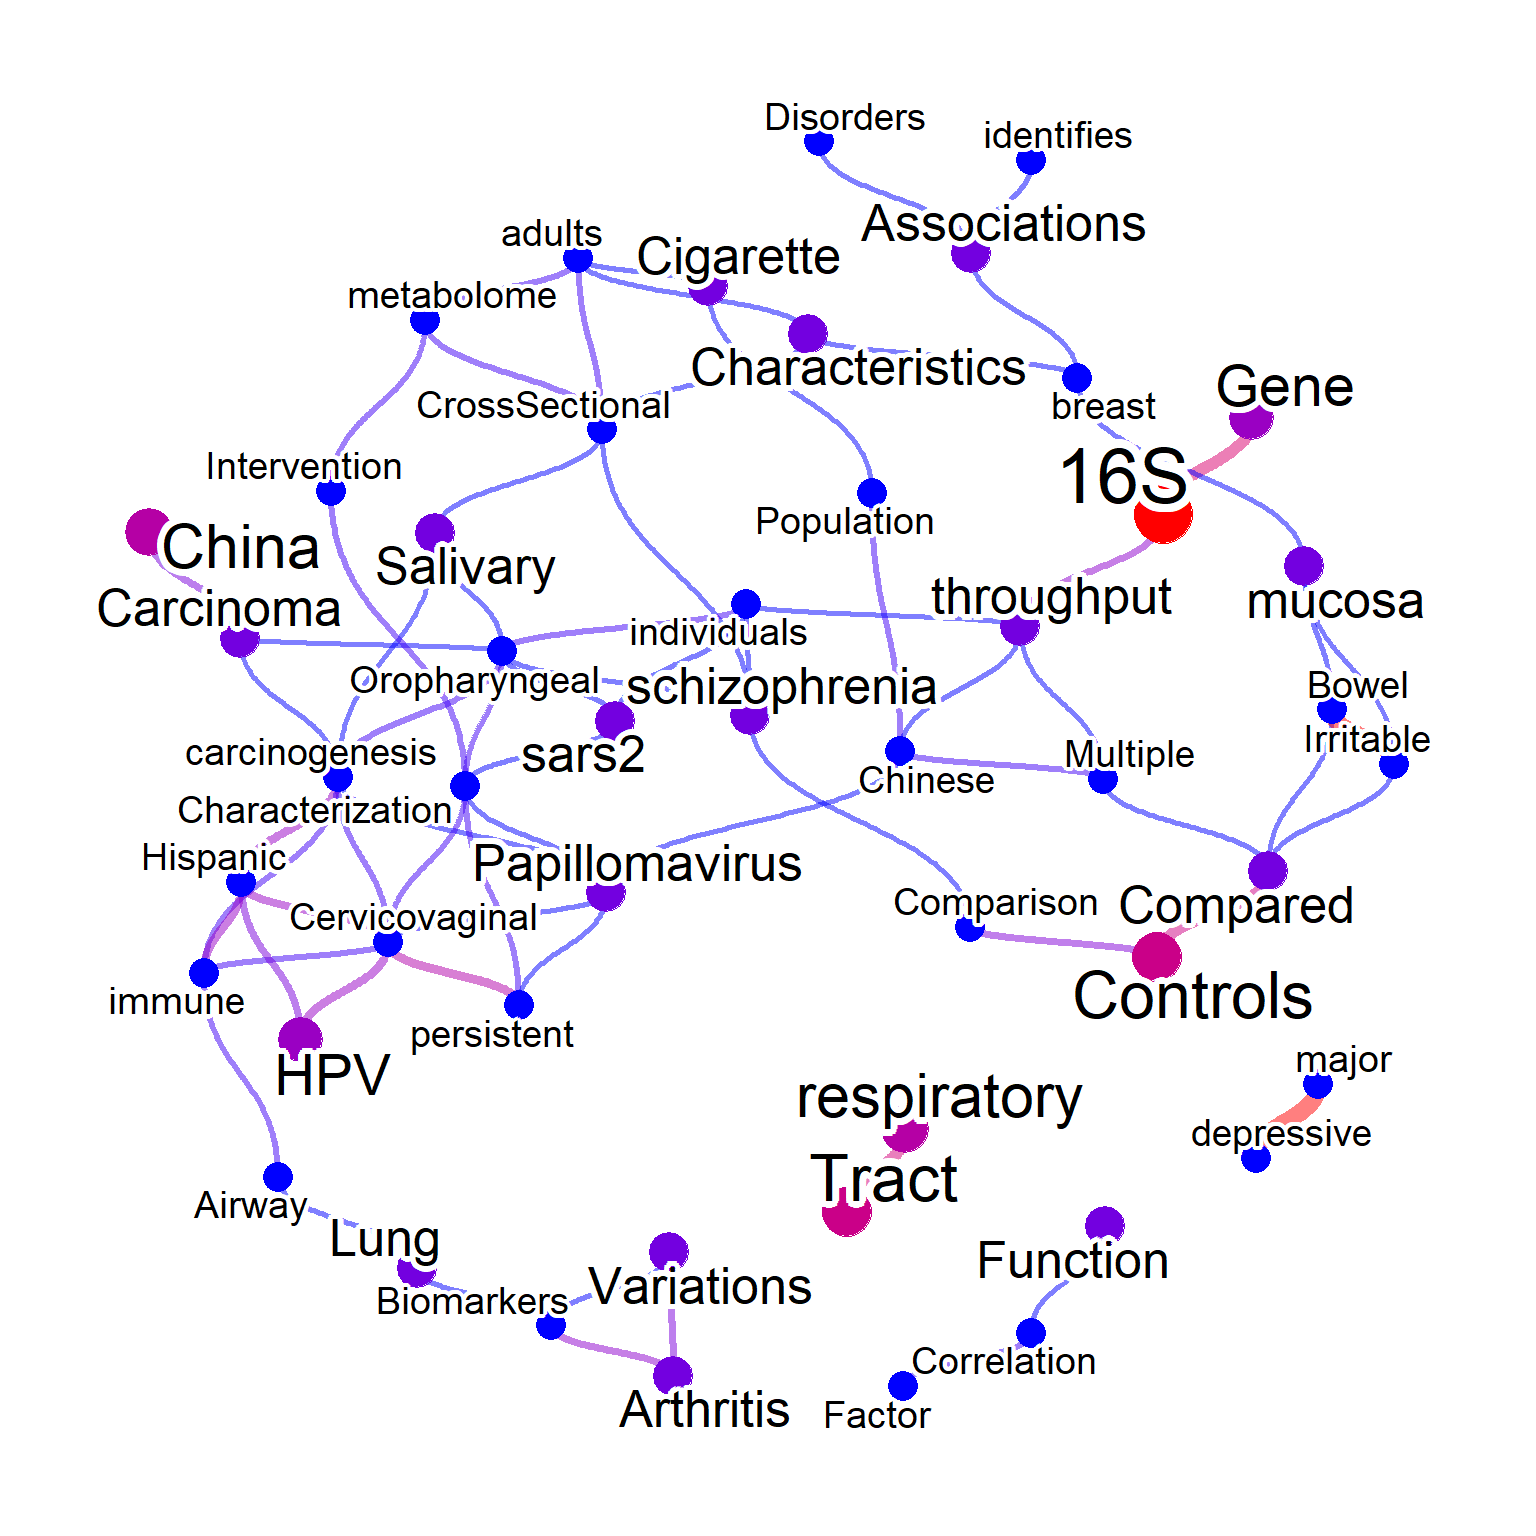 Disorders
identifies
Associations
adults
Cigarette
metabolome
Characteristics
Gene
CrossSectional
breast
Intervention
16S
Population
China
Salivary
throughput
mucosa
Carcinoma
individuals
Oropharyngeal
schizophrenia
Bowel
Irritable
carcinogenesis
sars2
Multiple
Chinese
Characterization
Hispanic
Papillomavirus
Comparison
Compared
Cervicovaginal
immune
Controls
persistent
major
HPV
respiratory
depressive
Tract
Airway
Lung
Function
Variations
Biomarkers
Correlation
Arthritis
Factor